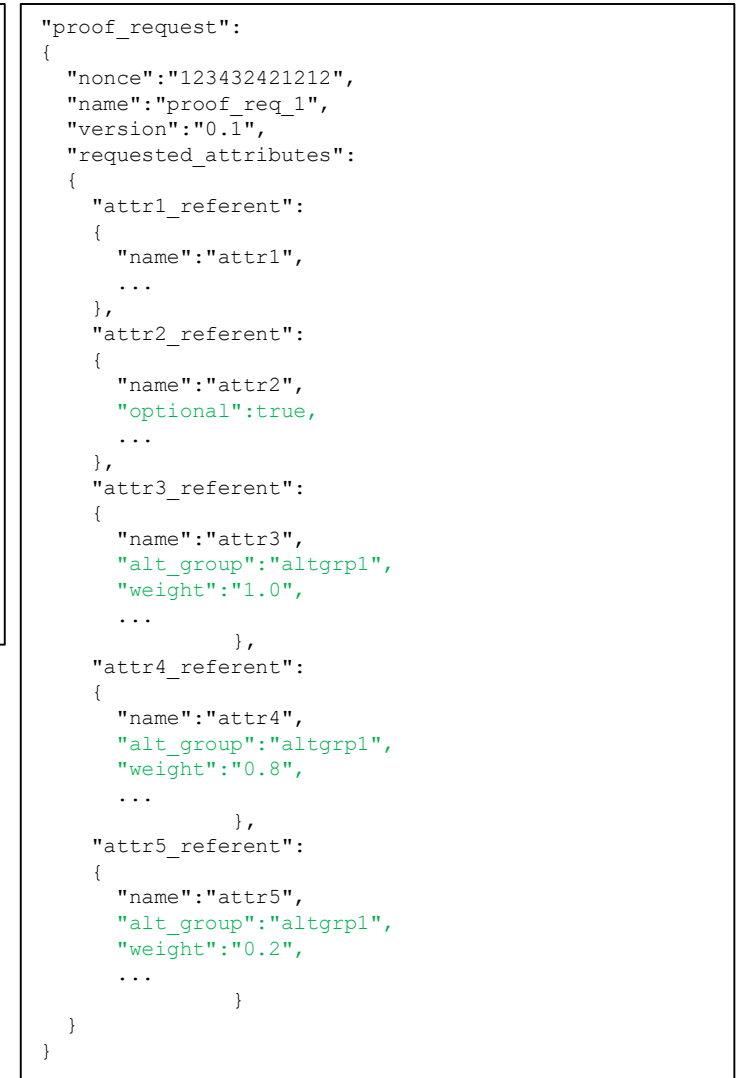 "proof_request":
{
  "nonce":"123432421212",
  "name":"proof_req_1",
  "version":"0.1",
  "requested_attributes":
  {
    "attr1_referent":
    {
      "name":"attr1",
      ...
    },
    "attr2_referent":
    {
      "name":"attr2",
      "optional":true,
      ...
    },
    "attr3_referent":
    {
      "name":"attr3",
      "alt_group":"altgrp1",
      "weight":"1.0",
      ...
                },
    "attr4_referent":
    {
      "name":"attr4",
      "alt_group":"altgrp1",
      "weight":"0.8",
      ...
                },
    "attr5_referent":
    {
      "name":"attr5",
      "alt_group":"altgrp1",
      "weight":"0.2",
      ...
                }
  }
}